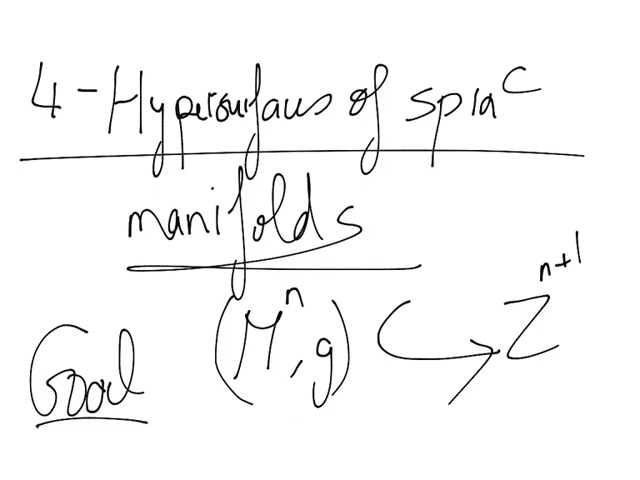 4 - Hypersurfaces of spin^c
manifolds
Goal (M^n, g) ↪ Z^{n+1}